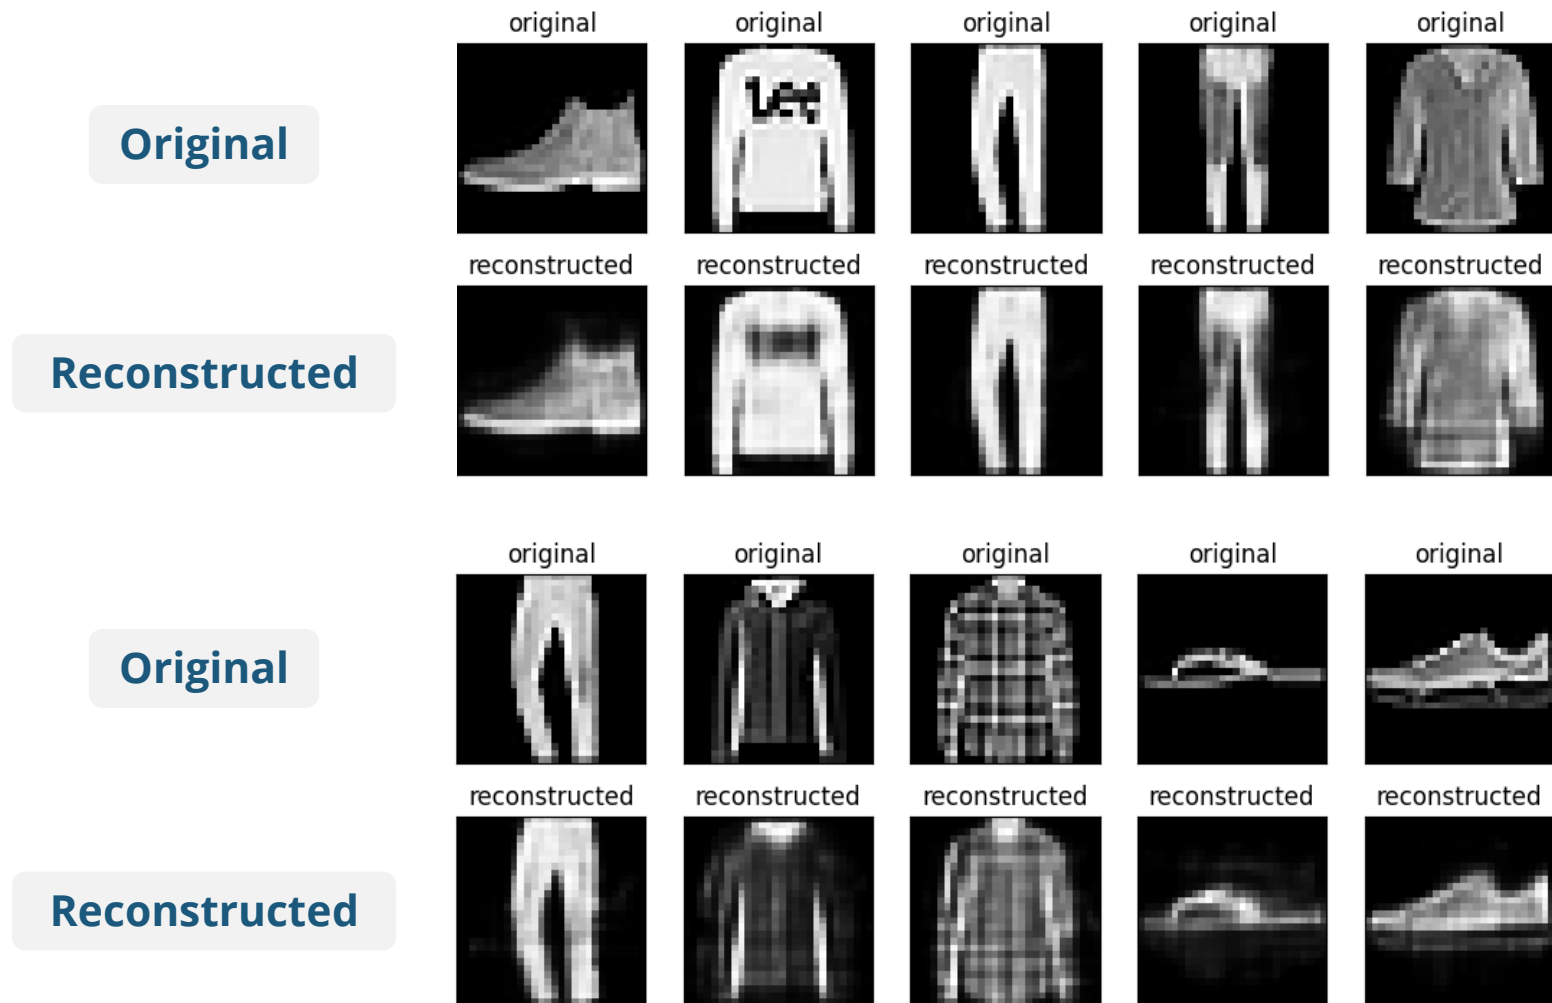 original original original original original
Original
Lee
reconstructed reconstructed reconstructed reconstructed reconstructed
Reconstructed
original original original original original
Original
reconstructed reconstructed reconstructed reconstructed reconstructed
Reconstructed